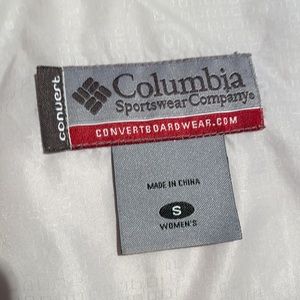 convert
Columbia
Sportswear Company®
CONVERTBOARDWEAR.COM
MADE IN CHINA
S
WOMEN'S